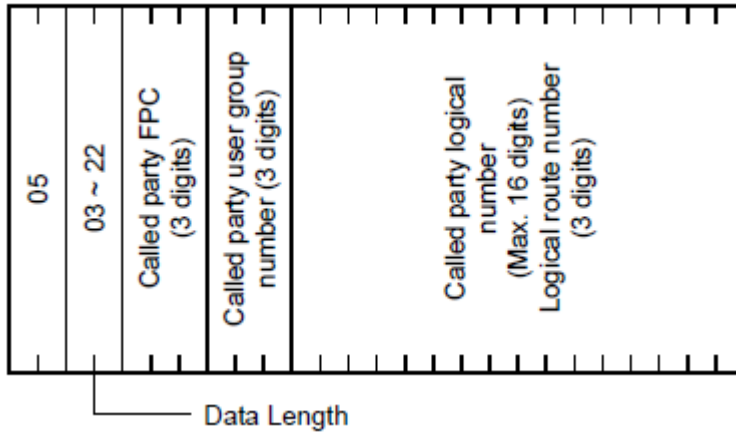 05
03 ~ 22
Called party FPC
(3 digits)
Called party user group
number (3 digits)
Called party logical
number
(Max. 16 digits)
Logical route number
(3 digits)
Data Length